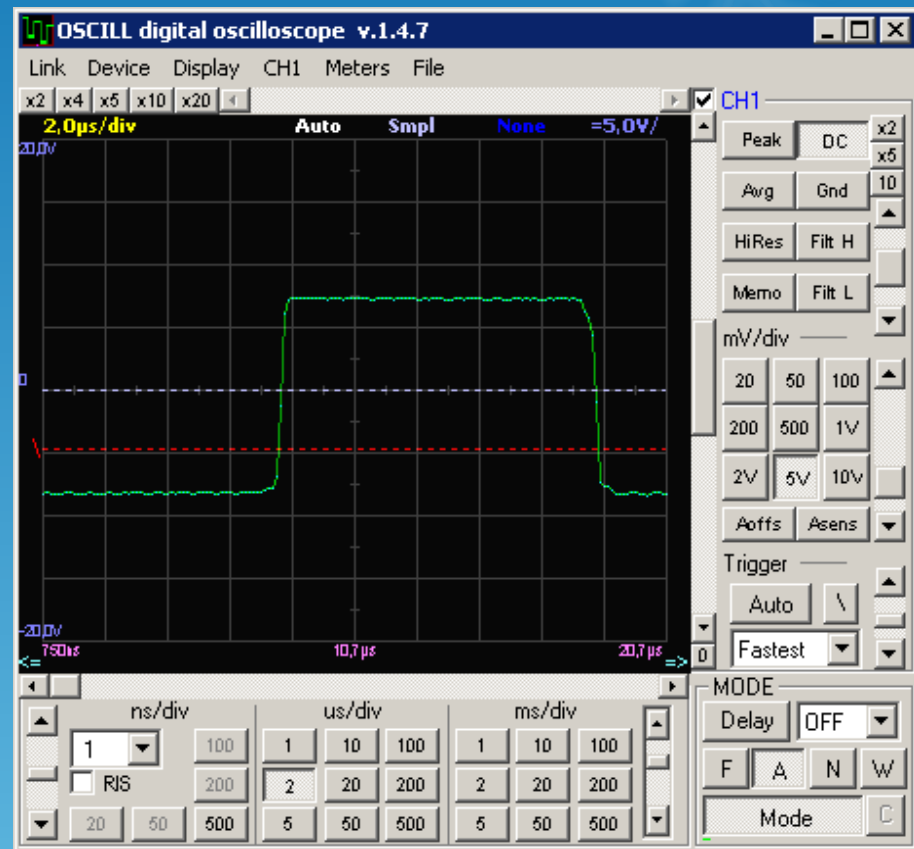 OSCILL digital oscilloscope v.1.4.7
Link Device Display CH1 Meters File
x2 x4 x5 x10 x20
CH1
2,0µs/div Auto Smpl None =5,0V/
20,0V
0
-20,0V
750ns 10,7µs 20,7µs
<= =>
0
Peak DC x2
x5
Avg Gnd 10
HiRes Filt H
Memo Filt L
mV/div
20 50 100
200 500 1V
2V 5V 10V
Aoffs Asens
Trigger
Auto \
Fastest
ns/div us/div ms/div
1 100 1 10 100 1 10 100
RIS 200 2 20 200 2 20 200
20 50 500 5 50 500 5 50 500
MODE
Delay OFF
F A N W
Mode C